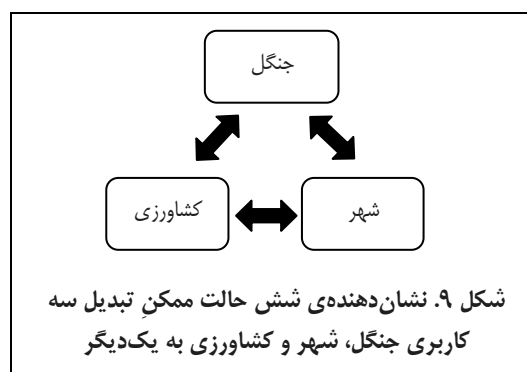 جنگل
کشاورزی
شهر
شکل ۹. نشان‌دهنده‌ی شش حالت ممکنِ تبدیل سه
کاربری جنگل، شهر و کشاورزی به یک‌دیگر